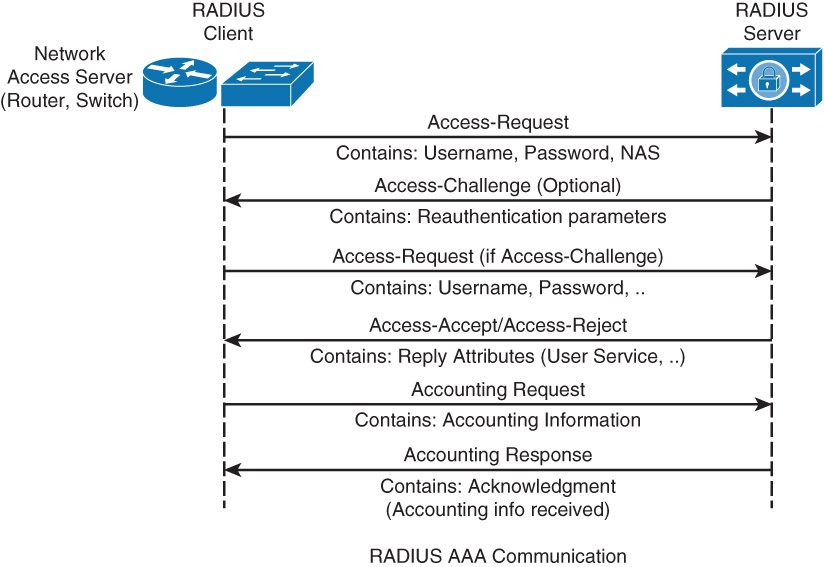 RADIUS
Client
RADIUS
Server
Network
Access Server
(Router, Switch)
Access-Request
Contains: Username, Password, NAS
Access-Challenge (Optional)
Contains: Reauthentication parameters
Access-Request (if Access-Challenge)
Contains: Username, Password, ..
Access-Accept/Access-Reject
Contains: Reply Attributes (User Service, ..)
Accounting Request
Contains: Accounting Information
Accounting Response
Contains: Acknowledgment
(Accounting info received)
RADIUS AAA Communication